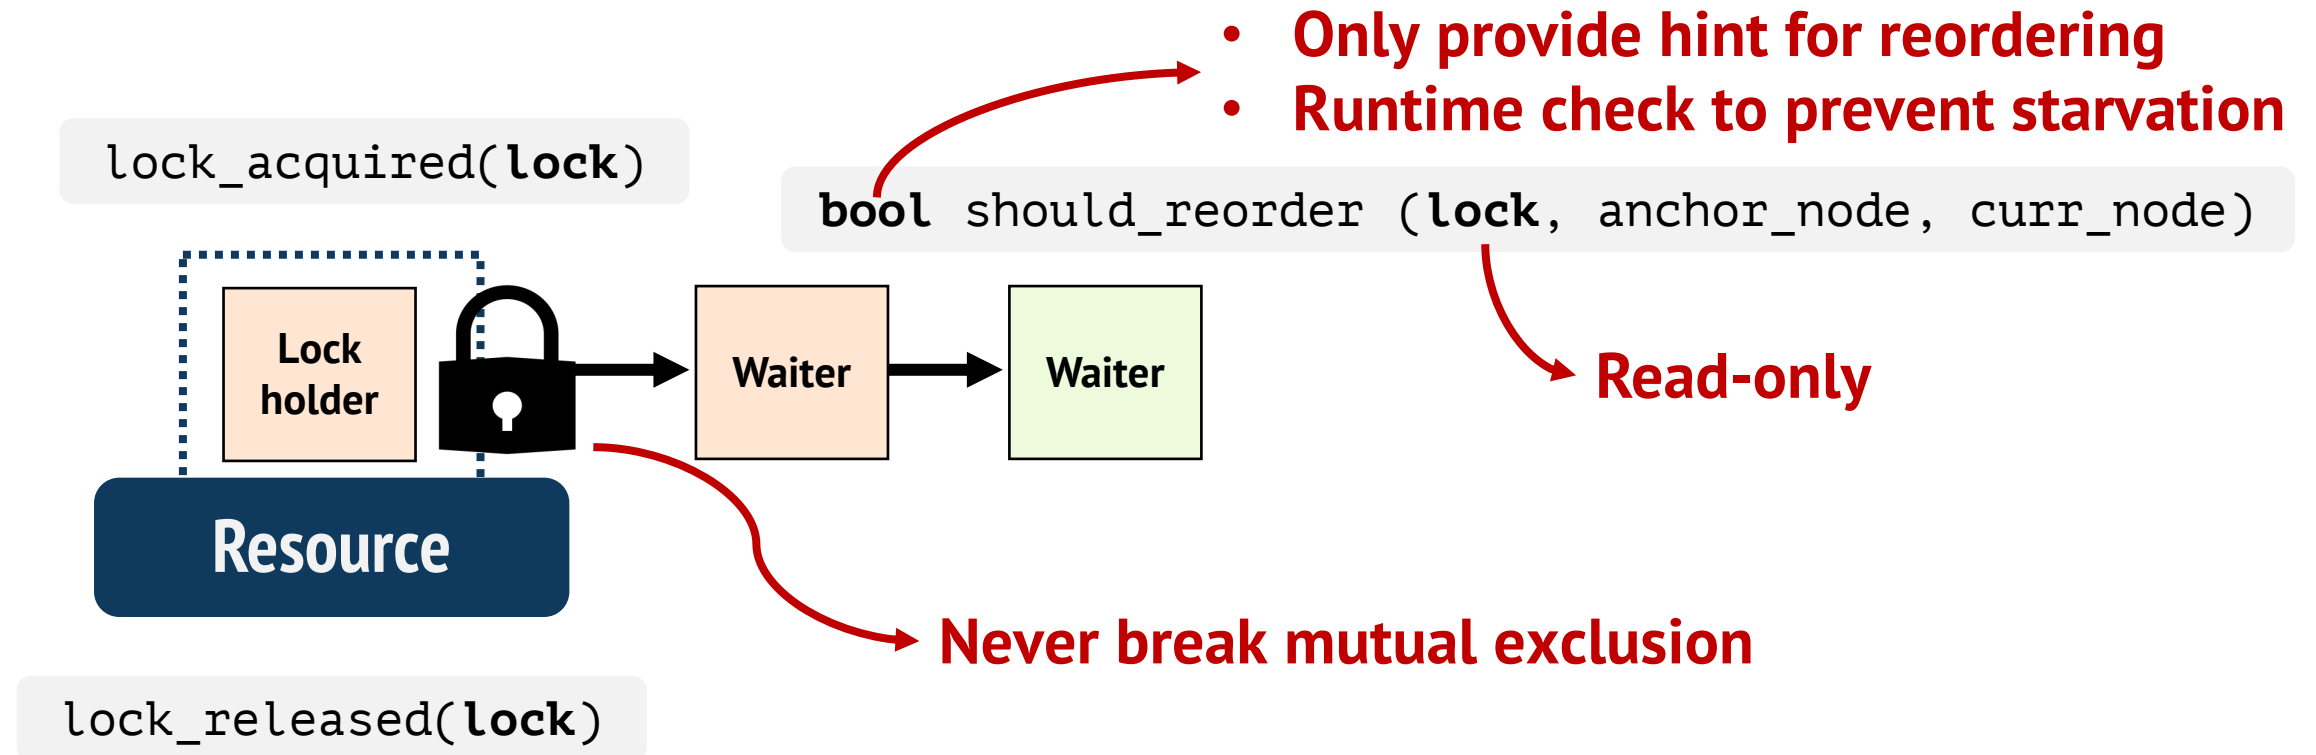 • Only provide hint for reordering
• Runtime check to prevent starvation
lock_acquired(lock)
bool should_reorder (lock, anchor_node, curr_node)
Lock
holder
Waiter
Waiter
Read-only
Resource
Never break mutual exclusion
lock_released(lock)